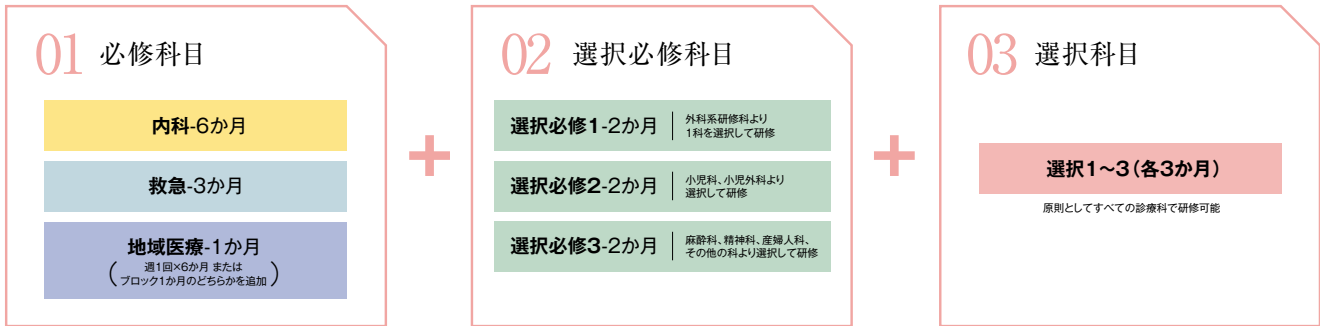 01 必修科目
内科-6か月
救急-3か月
地域医療-1か月
(週1回×6か月 または
ブロック1か月のどちらかを追加)
+
02 選択必修科目
選択必修1-2か月
外科系研修科より
1科を選択して研修
選択必修2-2か月
小児科、小児外科より
選択して研修
選択必修3-2か月
麻酔科、精神科、産婦人科、
その他の科より選択して研修
+
03 選択科目
選択1〜3(各3か月)
原則としてすべての診療科で研修可能